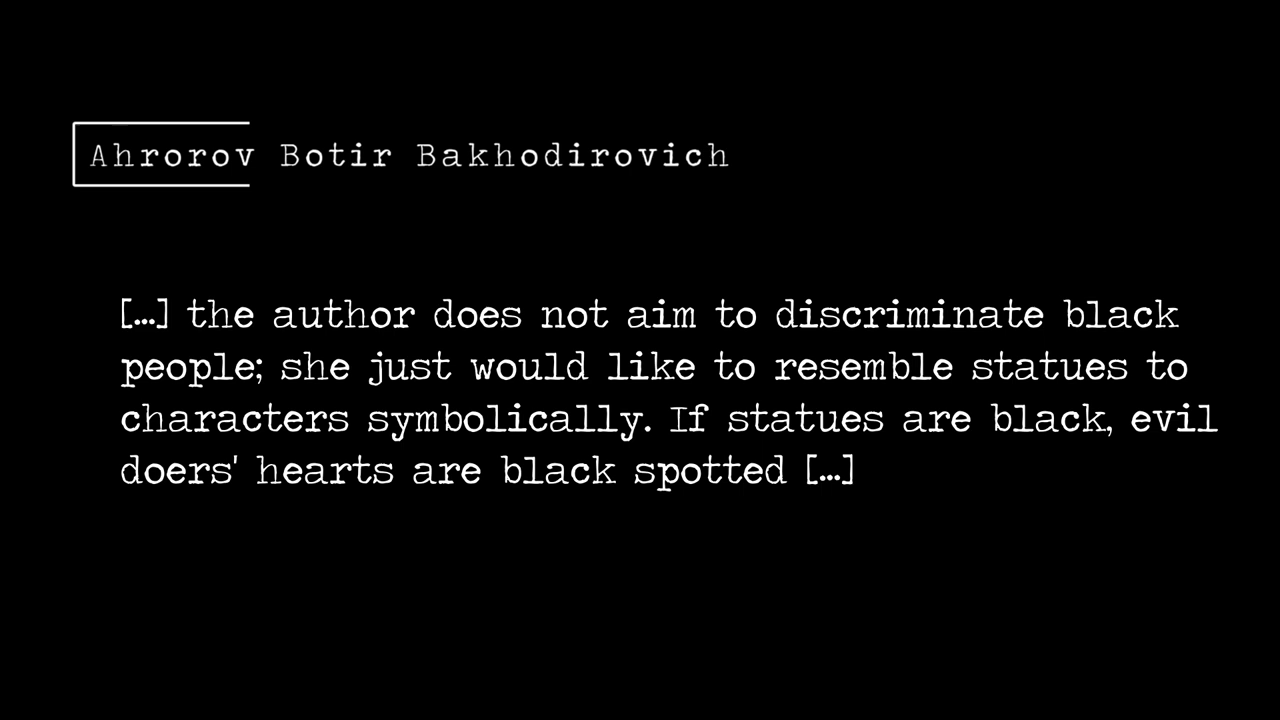 Ahrorov Botir Bakhodirovich
[…] the author does not aim to discriminate black
people; she just would like to resemble statues to
characters symbolically. If statues are black, evil
doers' hearts are black spotted […]